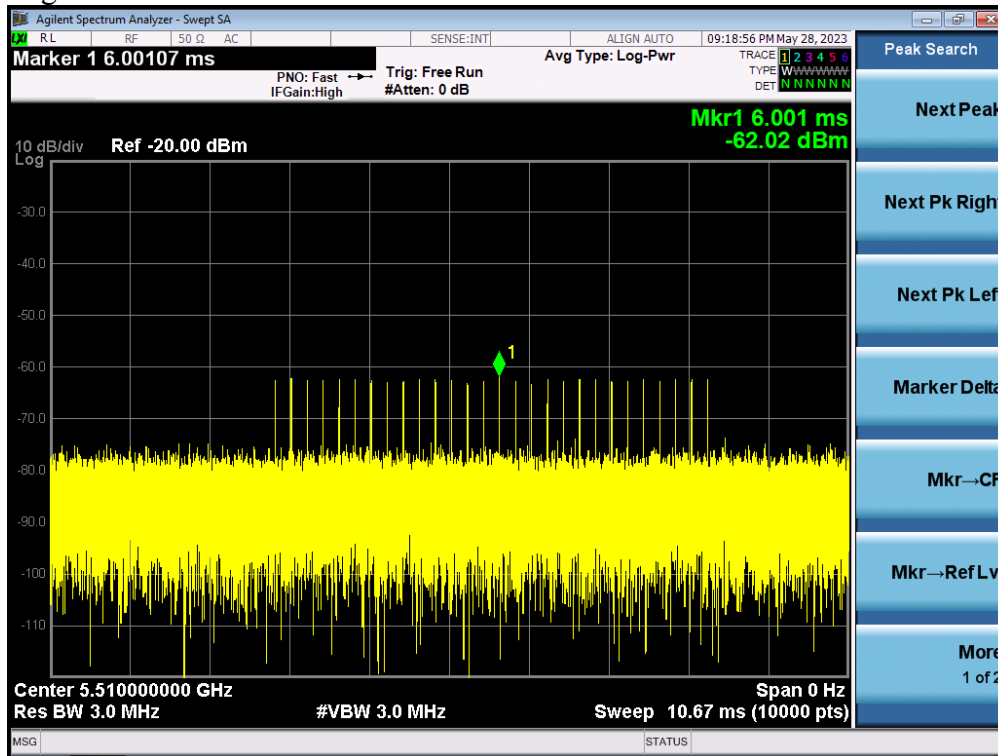 Agilent Spectrum Analyzer - Swept SA
LXI RL RF 50 Ω AC SENSE:INT ALIGN AUTO 09:18:56 PM May 28, 2023
Marker 1 6.00107 ms
PNO: Fast
IFGain:High
Trig: Free Run
#Atten: 0 dB
Avg Type: Log-Pwr
TRACE 1 2 3 4 5 6
TYPE W W W W W W
DET N N N N N N
Mkr1 6.001 ms
-62.02 dBm
10 dB/div Ref -20.00 dBm
Log
-30.0
-40.0
-50.0
-60.0
-70.0
-80.0
-90.0
-100
-110
1
Center 5.510000000 GHz Span 0 Hz
Res BW 3.0 MHz #VBW 3.0 MHz Sweep 10.67 ms (10000 pts)
MSG STATUS
Peak Search
Next Peak
Next Pk Righ
Next Pk Lef
Marker Delta
Mkr→CF
Mkr→Ref Lv
More
1 of 2